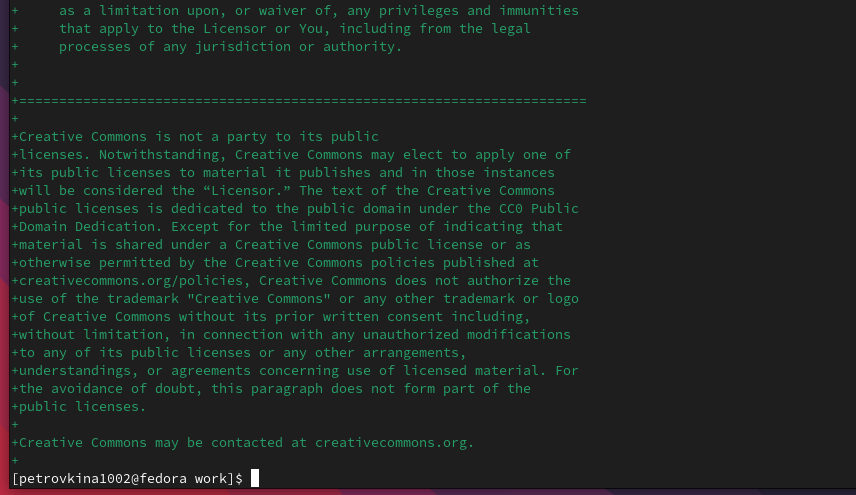 +     as a limitation upon, or waiver of, any privileges and immunities
+     that apply to the Licensor or You, including from the legal
+     processes of any jurisdiction or authority.
+
+
+=======================================================================
+
+Creative Commons is not a party to its public
+licenses. Notwithstanding, Creative Commons may elect to apply one of
+its public licenses to material it publishes and in those instances
+will be considered the “Licensor.” The text of the Creative Commons
+public licenses is dedicated to the public domain under the CC0 Public
+Domain Dedication. Except for the limited purpose of indicating that
+material is shared under a Creative Commons public license or as
+otherwise permitted by the Creative Commons policies published at
+creativecommons.org/policies, Creative Commons does not authorize the
+use of the trademark "Creative Commons" or any other trademark or logo
+of Creative Commons without its prior written consent including,
+without limitation, in connection with any unauthorized modifications
+to any of its public licenses or any other arrangements,
+understandings, or agreements concerning use of licensed material. For
+the avoidance of doubt, this paragraph does not form part of the
+public licenses.
+
+Creative Commons may be contacted at creativecommons.org.
+
[petrovkina1002@fedora work]$